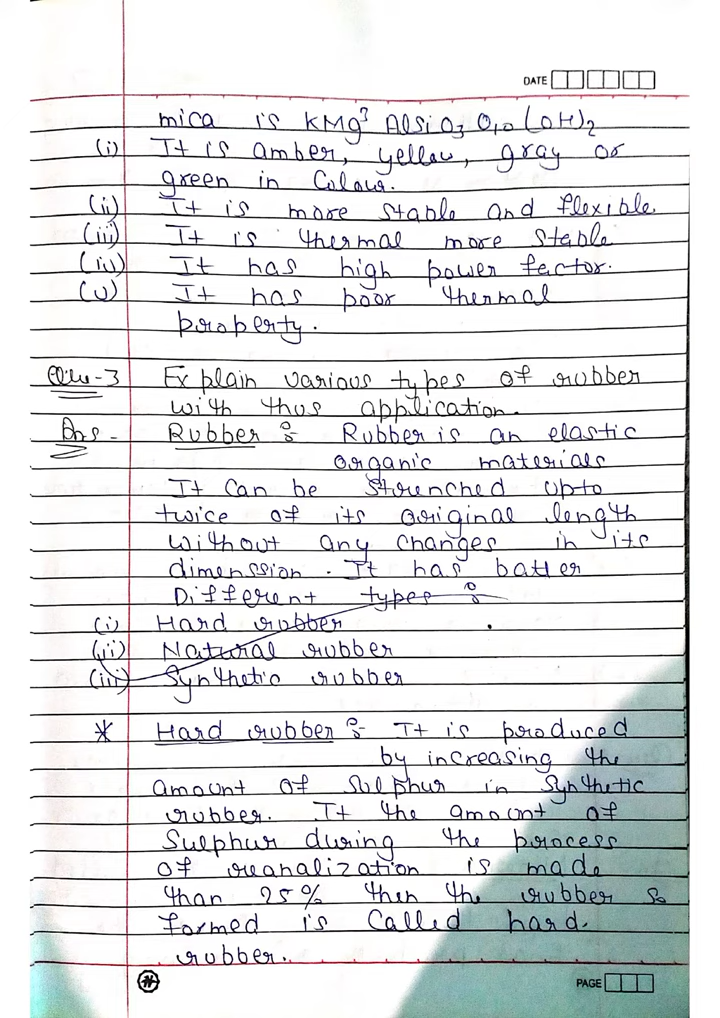 DATE
mica is KMg³ AlSi O₃ O₁₀ (OH)₂
(i) It is amber, yellow, gray or
green in Colour.
(ii) It is more stable and flexible.
(iii) It is thermal more stable
(iv) It has high power factor.
(v) It has poor thermal
property.
Que-3 Explain various types of rubber
with thus application.
Ans - Rubber :- Rubber is an elastic
organic materials
It Can be Strenched upto
twice of its original length
without any changes in its
dimenssion. It has batter
Different types :-
(i) Hard rubber
(ii) Natural rubber
(iii) Synthetic rubber
* Hard rubber :- It is produced
by increasing the
amount of Sulphur in Synthetic
rubber. It the amount of
Sulphur during the process
of reanalization is made
than 25% then the rubber so
formed is Called hard.
rubber.
PAGE